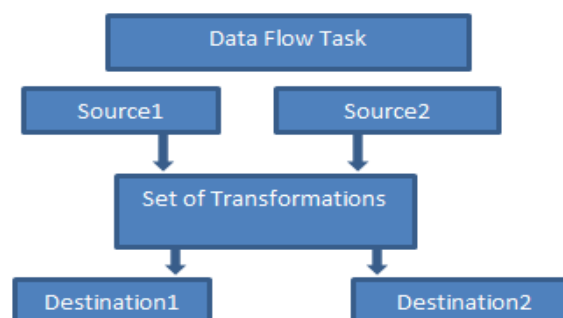 Data Flow Task
Source1
Source2
Set of Transformations
Destination1
Destination2